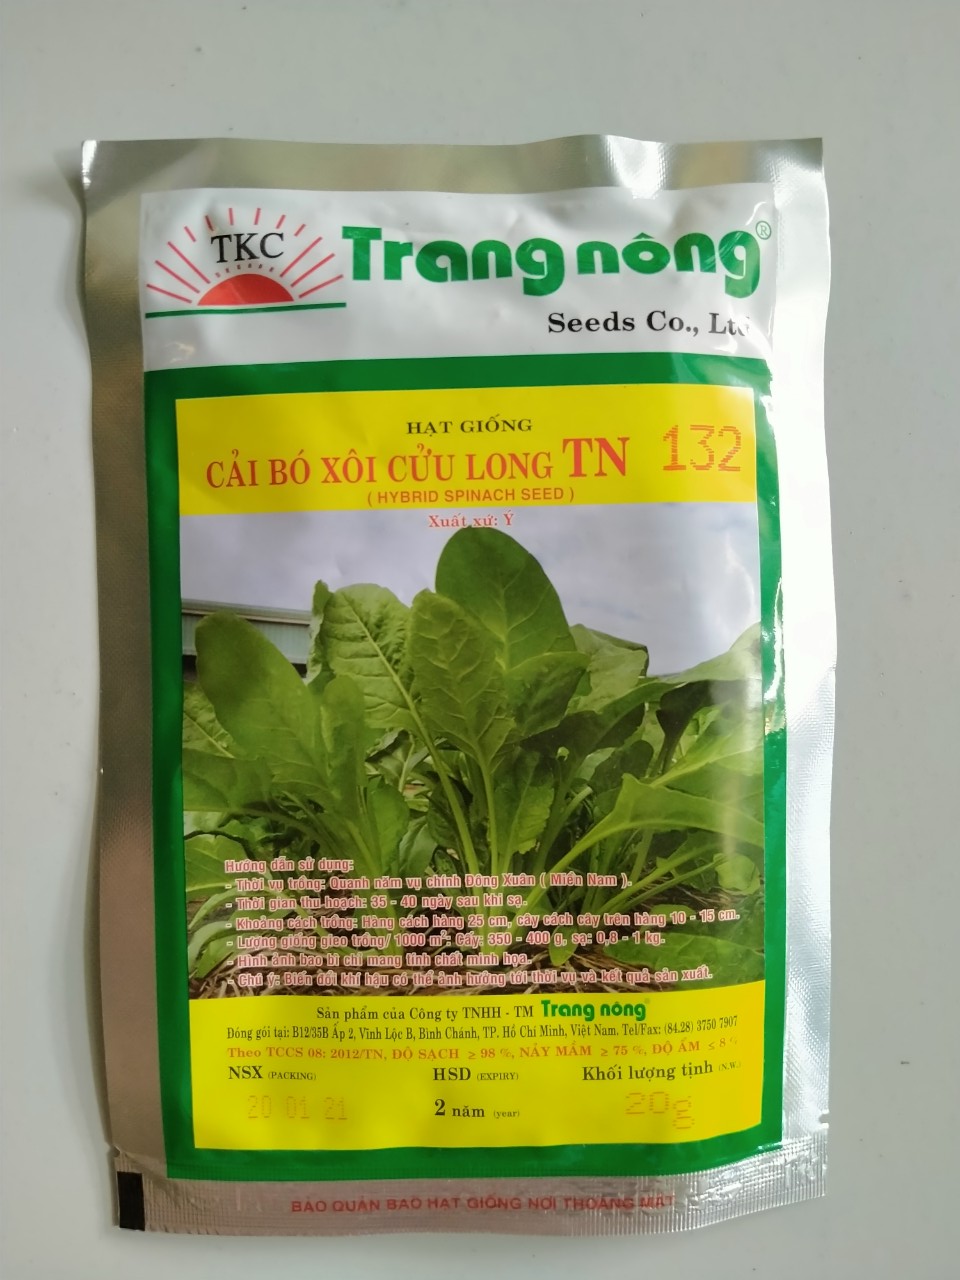 TKC
Trang nông®
Seeds Co., Ltd
HẠT GIỐNG
CẢI BÓ XÔI CỬU LONG TN 132
( HYBRID SPINACH SEED )
Xuất xứ: Ý
Hướng dẫn sử dụng:
- Thời vụ trồng: Quanh năm vụ chính Đông Xuân ( Miền Nam ).
- Thời gian thu hoạch: 35 - 40 ngày sau khi sạ.
- Khoảng cách trồng: Hàng cách hàng 25 cm, cây cách cây trên hàng 10 - 15 cm.
- Lượng giống gieo trồng/ 1000 m²: Cấy: 350 - 400 g, sạ: 0,8 - 1 kg.
- Hình ảnh bao bì chỉ mang tính chất minh họa.
- Chú ý: Biến đổi khí hậu có thể ảnh hưởng tới thời vụ và kết quả sản xuất.
Sản phẩm của Công ty TNHH - TM Trang nông®
Đóng gói tại: B12/35B Ấp 2, Vĩnh Lộc B, Bình Chánh, TP. Hồ Chí Minh, Việt Nam. Tel/Fax: (84.28) 3750 7907
Theo TCCS 08: 2012/TN, ĐỘ SẠCH ≥ 98 %, NẢY MẦM ≥ 75 %, ĐỘ ẨM ≤ 8 %
NSX (PACKING) HSD (EXPIRY) Khối lượng tịnh (N.W.)
20 01 21 2 năm (year) 20g
BẢO QUẢN BAO HẠT GIỐNG NƠI THOÁNG MÁT